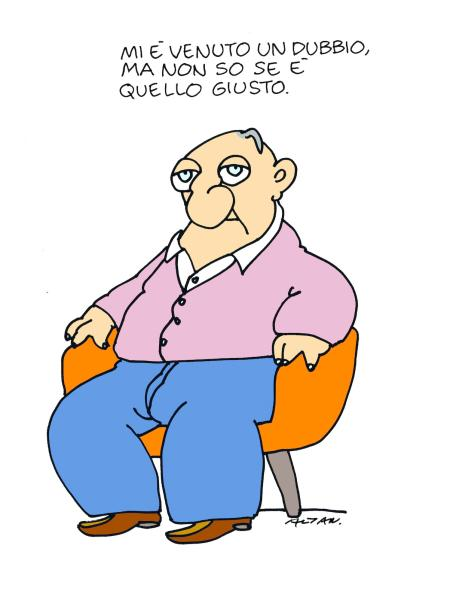 MI È VENUTO UN DUBBIO,
MA NON SO SE È
QUELLO GIUSTO.
ALTAN.